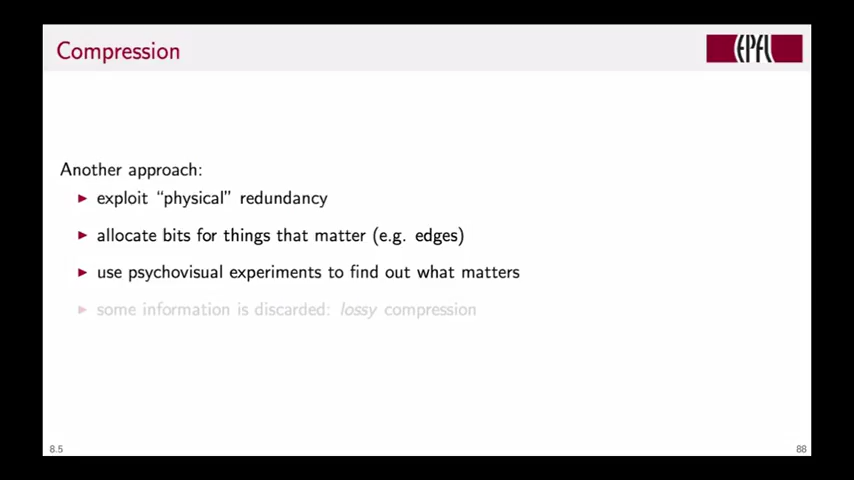 Compression
EPFL
Another approach:
▶ exploit “physical” redundancy
▶ allocate bits for things that matter (e.g. edges)
▶ use psychovisual experiments to find out what matters
▶ some information is discarded: lossy compression
8.5
88